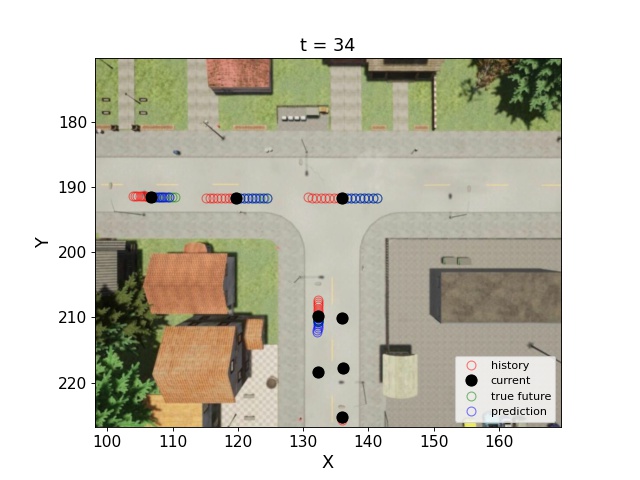 t = 34
Y
180
190
200
210
220
100
110
120
130
140
150
160
X
history
current
true future
prediction